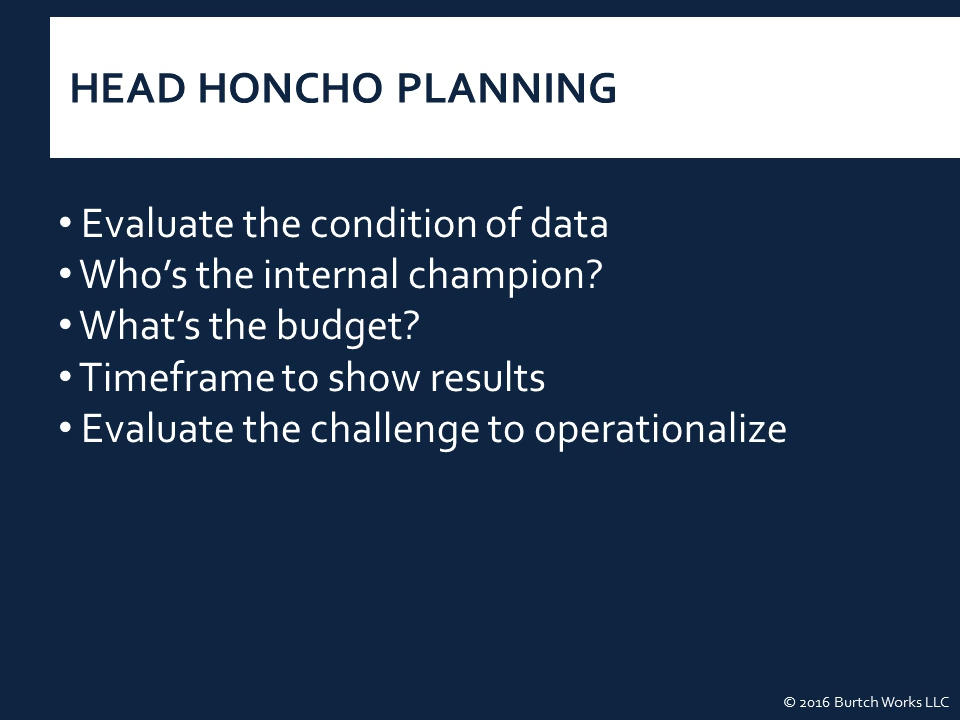 HEAD HONCHO PLANNING
• Evaluate the condition of data
• Who’s the internal champion?
• What’s the budget?
• Timeframe to show results
• Evaluate the challenge to operationalize
© 2016 Burtch Works LLC